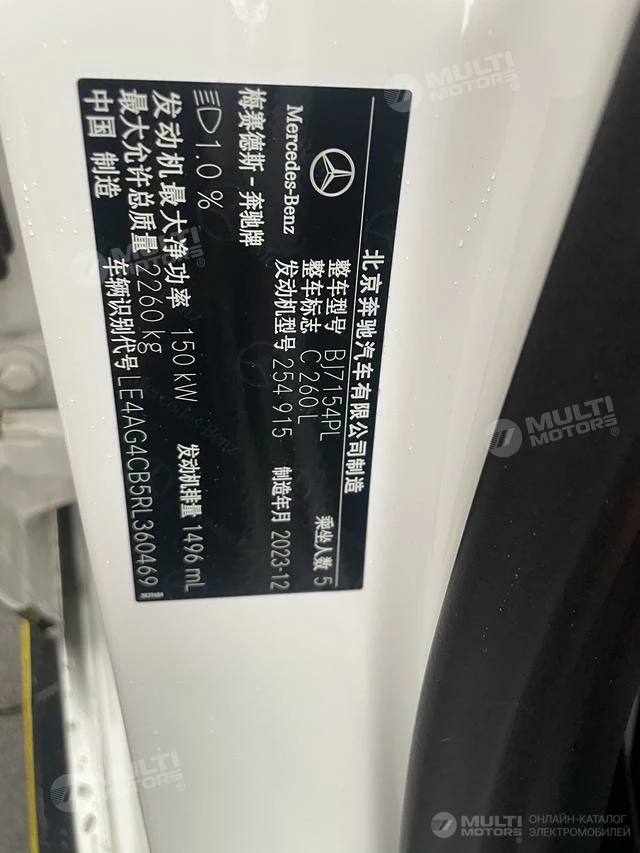 北京奔驰汽车有限公司制造
Mercedes-Benz
整车型号 BJ7154PL 乘坐人数 5
整车标志 C 260 L
梅赛德斯-奔驰牌 发动机型号 254 915 制造年月 2023-12
1.0 %
发动机最大净功率 150 kW 发动机排量 1496 mL
最大允许总质量 2260 kg
中国 制造 车辆识别代号 LE4AG4CB5RL360469
MULTI MOTORS®
MULTI MOTORS®
MULTI MOTORS®
MULTI MOTORS®
MULTI MOTORS®
MULTI MOTORS®
ОНЛАЙН-КАТАЛОГ
ЭЛЕКТРОМОБИЛЕЙ